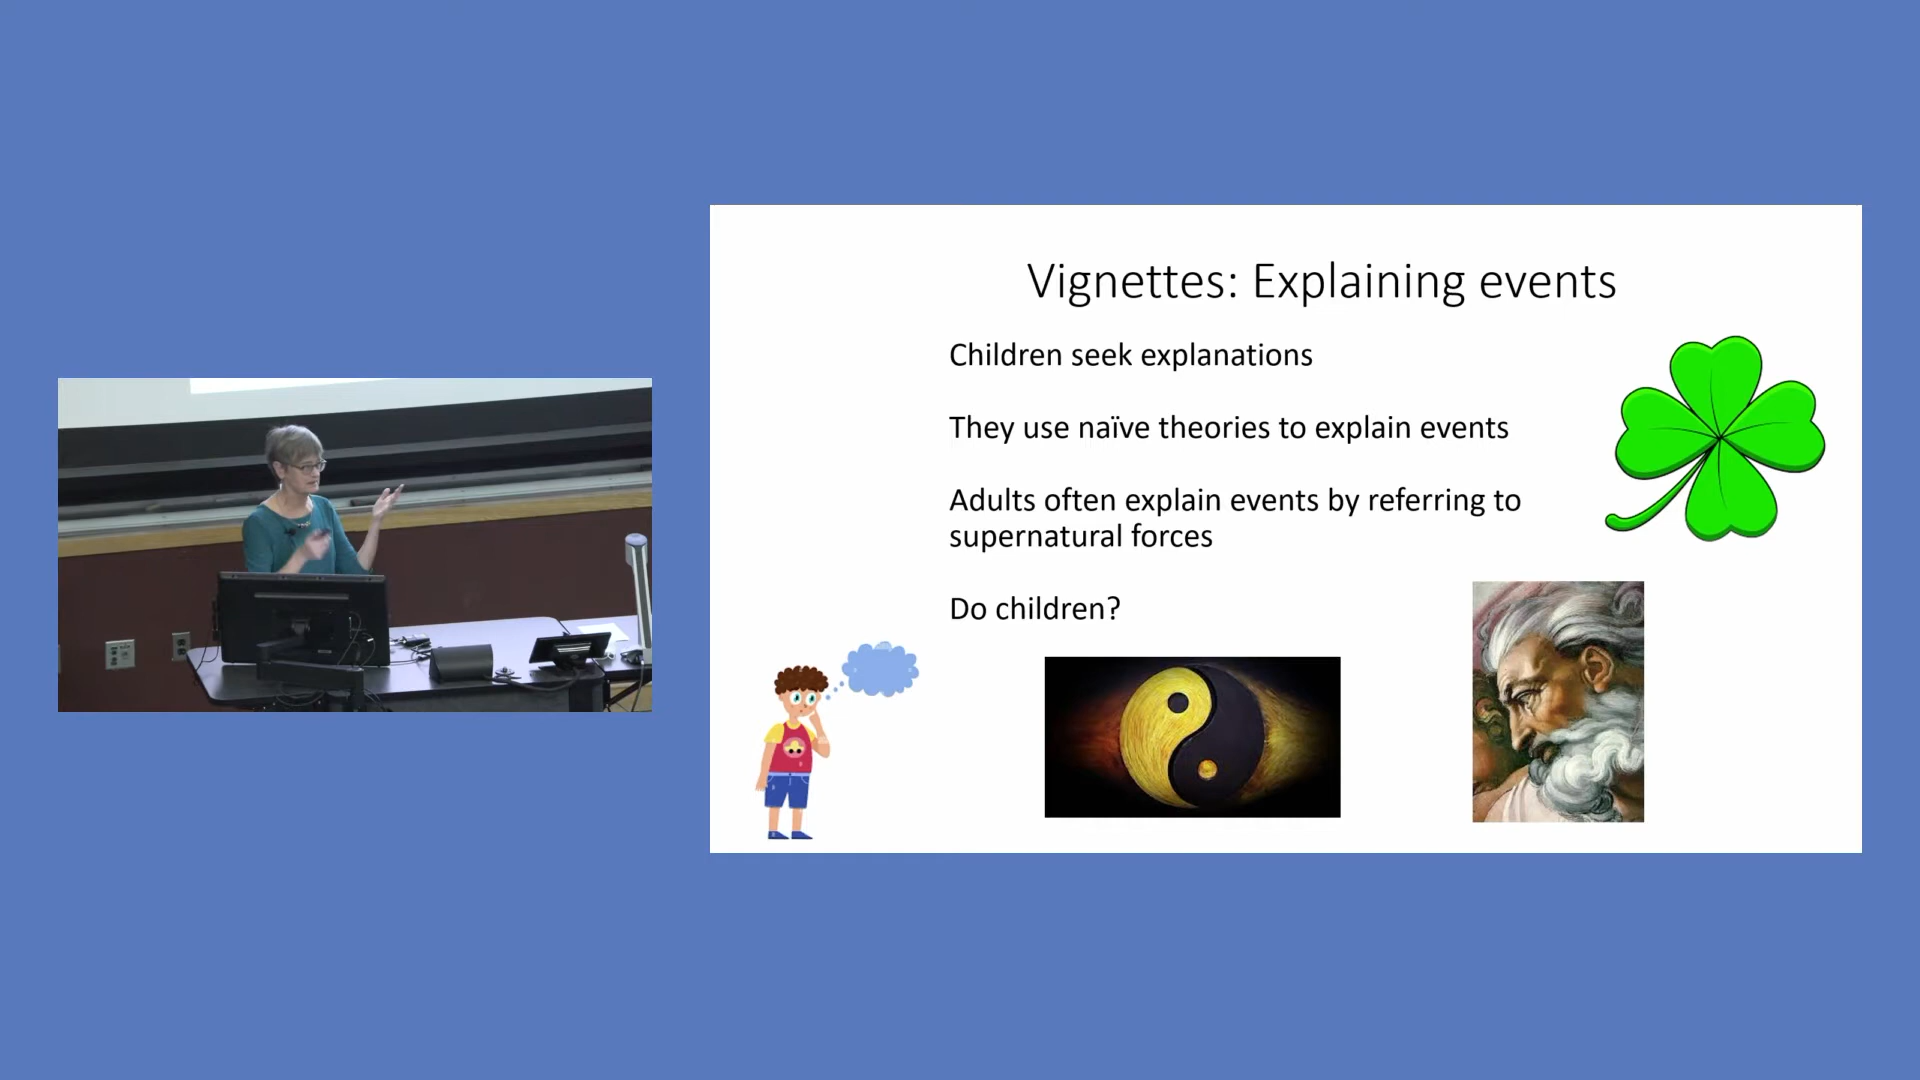 Vignettes: Explaining events
Children seek explanations
They use naïve theories to explain events
Adults often explain events by referring to
supernatural forces
Do children?